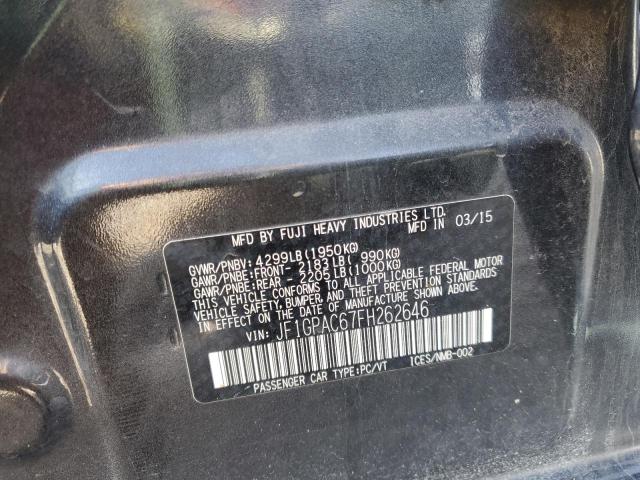 MFD BY FUJI HEAVY INDUSTRIES LTD.
MFD IN 03/15
GVWR/PNBV: 4299LB(1950KG)
GAWR/PNBE:FRONT- 2183LB( 990KG)
GAWR/PNBE:REAR - 2205LB(1000KG)
THIS VEHICLE CONFORMS TO ALL APPLICABLE FEDERAL MOTOR
VEHICLE SAFETY, BUMPER, AND THEFT PREVENTION STANDARDS
IN EFFECT ON THE DATE OF MANUFACTURE SHOWN ABOVE.
VIN: JF1GPAC67FH262646
PASSENGER CAR TYPE:PC/VT ICES/NMB-002